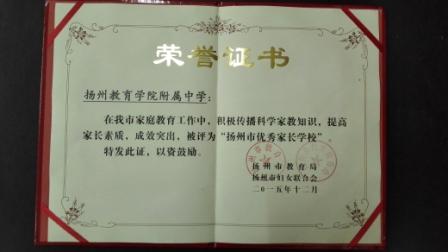 荣誉证书
扬州教育学院附属中学：
在我市家庭教育工作中，积极传播科学家教知识，提高
家长素质，成效突出，被评为“扬州市优秀家长学校”。
特发此证，以资鼓励。
扬州市教育局
扬州市妇女联合会
二〇一五年十二月